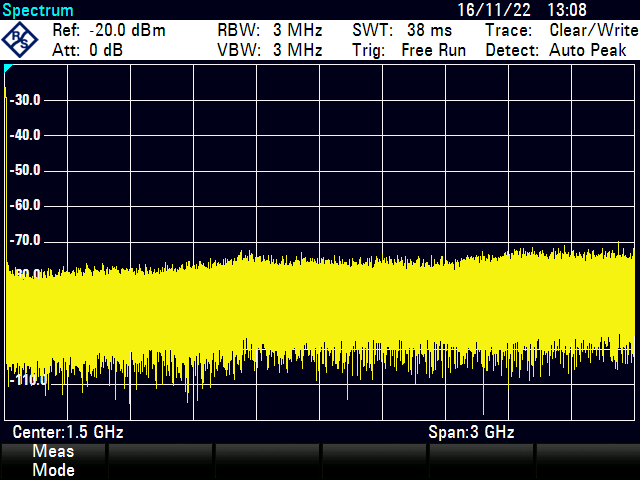 Spectrum 16/11/22 13:08
R S
Ref: -20.0 dBm RBW: 3 MHz SWT: 38 ms Trace: Clear/Write
Att: 0 dB VBW: 3 MHz Trig: Free Run Detect: Auto Peak
-30.0
-40.0
-50.0
-60.0
-70.0
-80.0
-110.0
Center:1.5 GHz Span:3 GHz
Meas
Mode